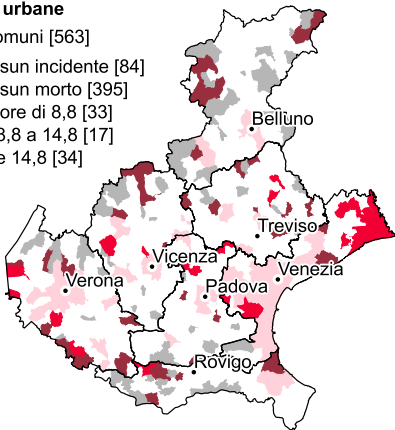 urbane
omuni [563]
sun incidente [84]
sun morto [395]
ore di 8,8 [33]
8,8 a 14,8 [17]
e 14,8 [34]
Belluno
Treviso
Vicenza
Venezia
Verona
Padova
Rovigo